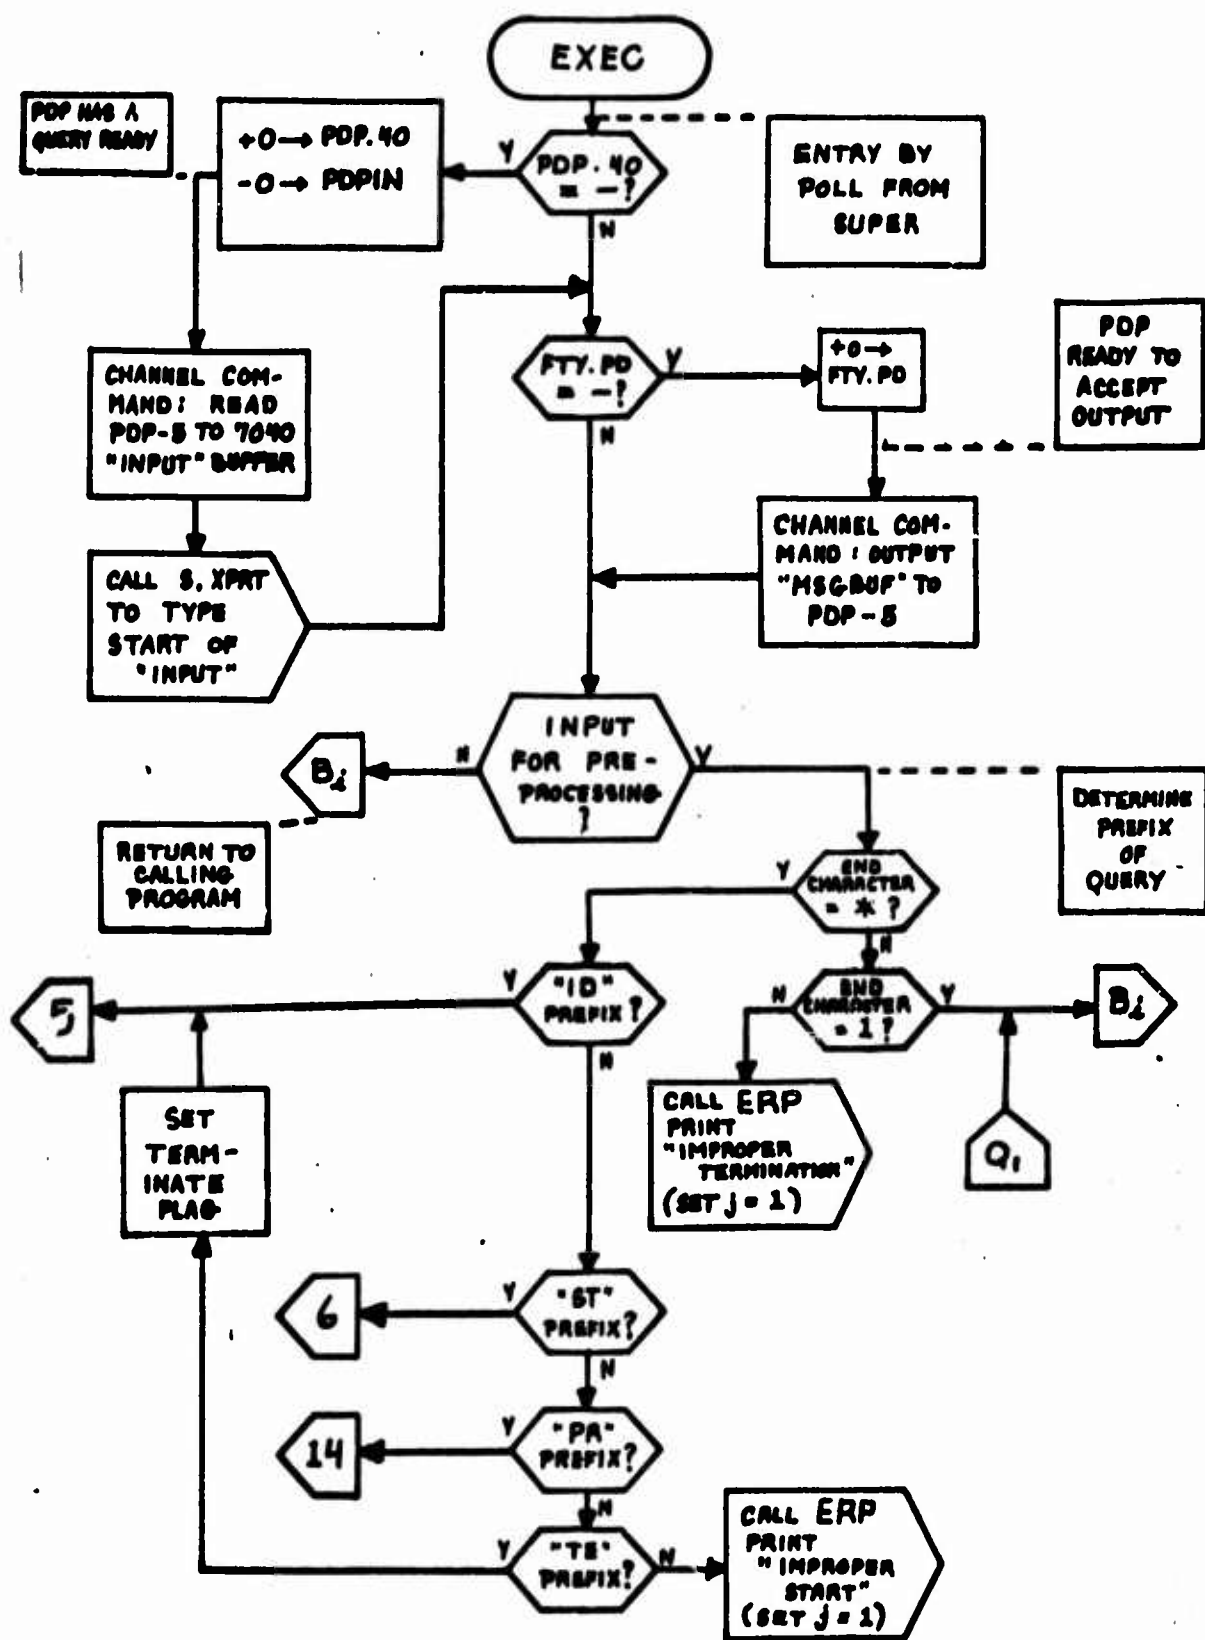 EXEC
PDP HAS A
QUERY READY
+0→ PDP.40
-0→ PDPIN
Y
PDP.40
= -?
N
ENTRY BY
POLL FROM
SUPER
CHANNEL COM-
MAND: READ
PDP-5 TO 7040
"INPUT" BUFFER
FTY.PD
= -?
Y
N
+0→
FTY.PD
PDP
READY TO
ACCEPT
OUTPUT
CALL S.XPRT
TO TYPE
START OF
"INPUT"
CHANNEL COM-
MAND: OUTPUT
"MSGBUF" TO
PDP-5
INPUT
FOR PRE-
PROCESSING
?
N
Y
Bi
RETURN TO
CALLING
PROGRAM
DETERMINE
PREFIX
OF
QUERY
Y
END
CHARACTER
= * ?
N
5j
Y
"ID"
PREFIX?
N
N
END
CHARACTER
= 1 ?
Y
Bi
SET
TERM-
INATE
FLAG
CALL ERP
PRINT
"IMPROPER
TERMINATION"
(SET j = 1)
Q1
6
Y
"ST"
PREFIX?
N
14
Y
"PA"
PREFIX?
N
Y
"TE"
PREFIX?
N
CALL ERP
PRINT
"IMPROPER
START"
(SET j = 1)